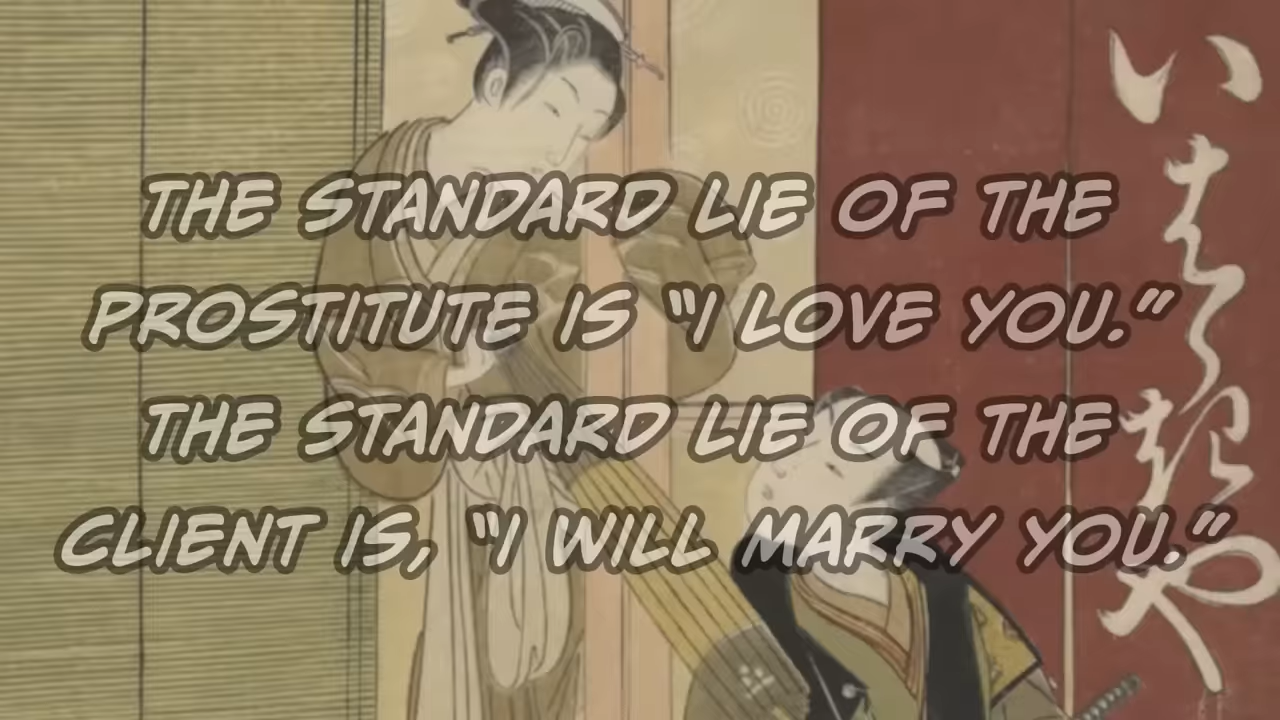 THE STANDARD LIE OF THE
PROSTITUTE IS “I LOVE YOU.”
THE STANDARD LIE OF THE
CLIENT IS, “I WILL MARRY YOU.”